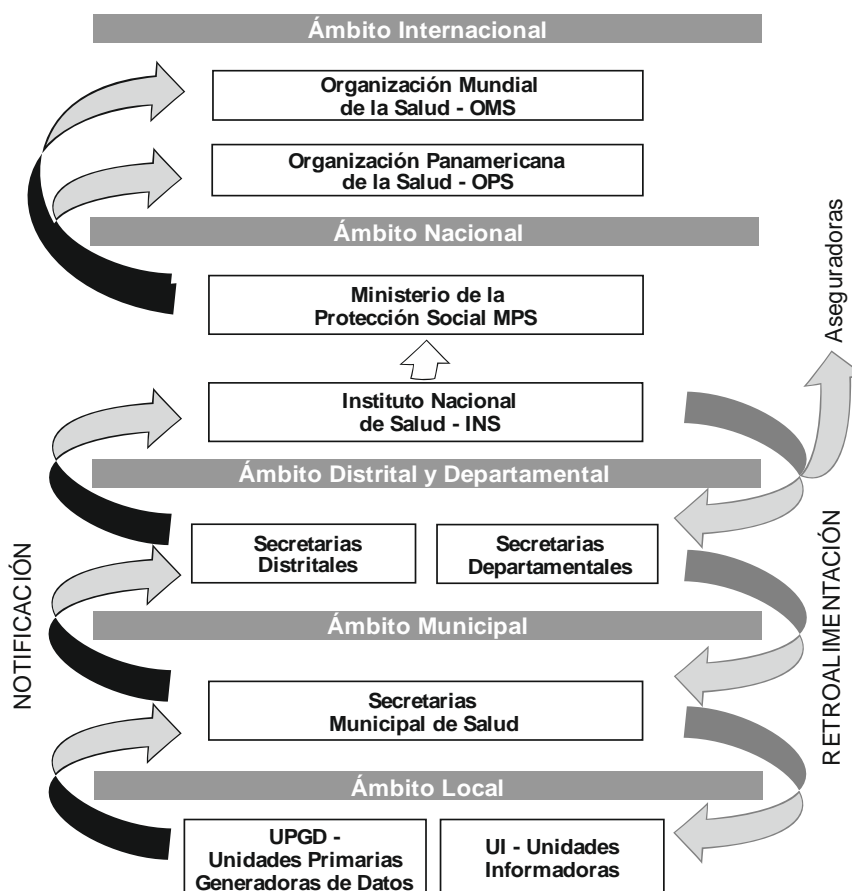 Ámbito Internacional
Organización Mundial
de la Salud - OMS
Organización Panamericana
de la Salud - OPS
Ámbito Nacional
Ministerio de la
Protección Social MPS
Aseguradoras
Instituto Nacional
de Salud - INS
Ámbito Distrital y Departamental
Secretarias
Distritales
Secretarias
Departamentales
NOTIFICACIÓN
RETROALIMENTACIÓN
Ámbito Municipal
Secretarias
Municipal de Salud
Ámbito Local
UPGD -
Unidades Primarias
Generadoras de Datos
UI - Unidades
Informadoras